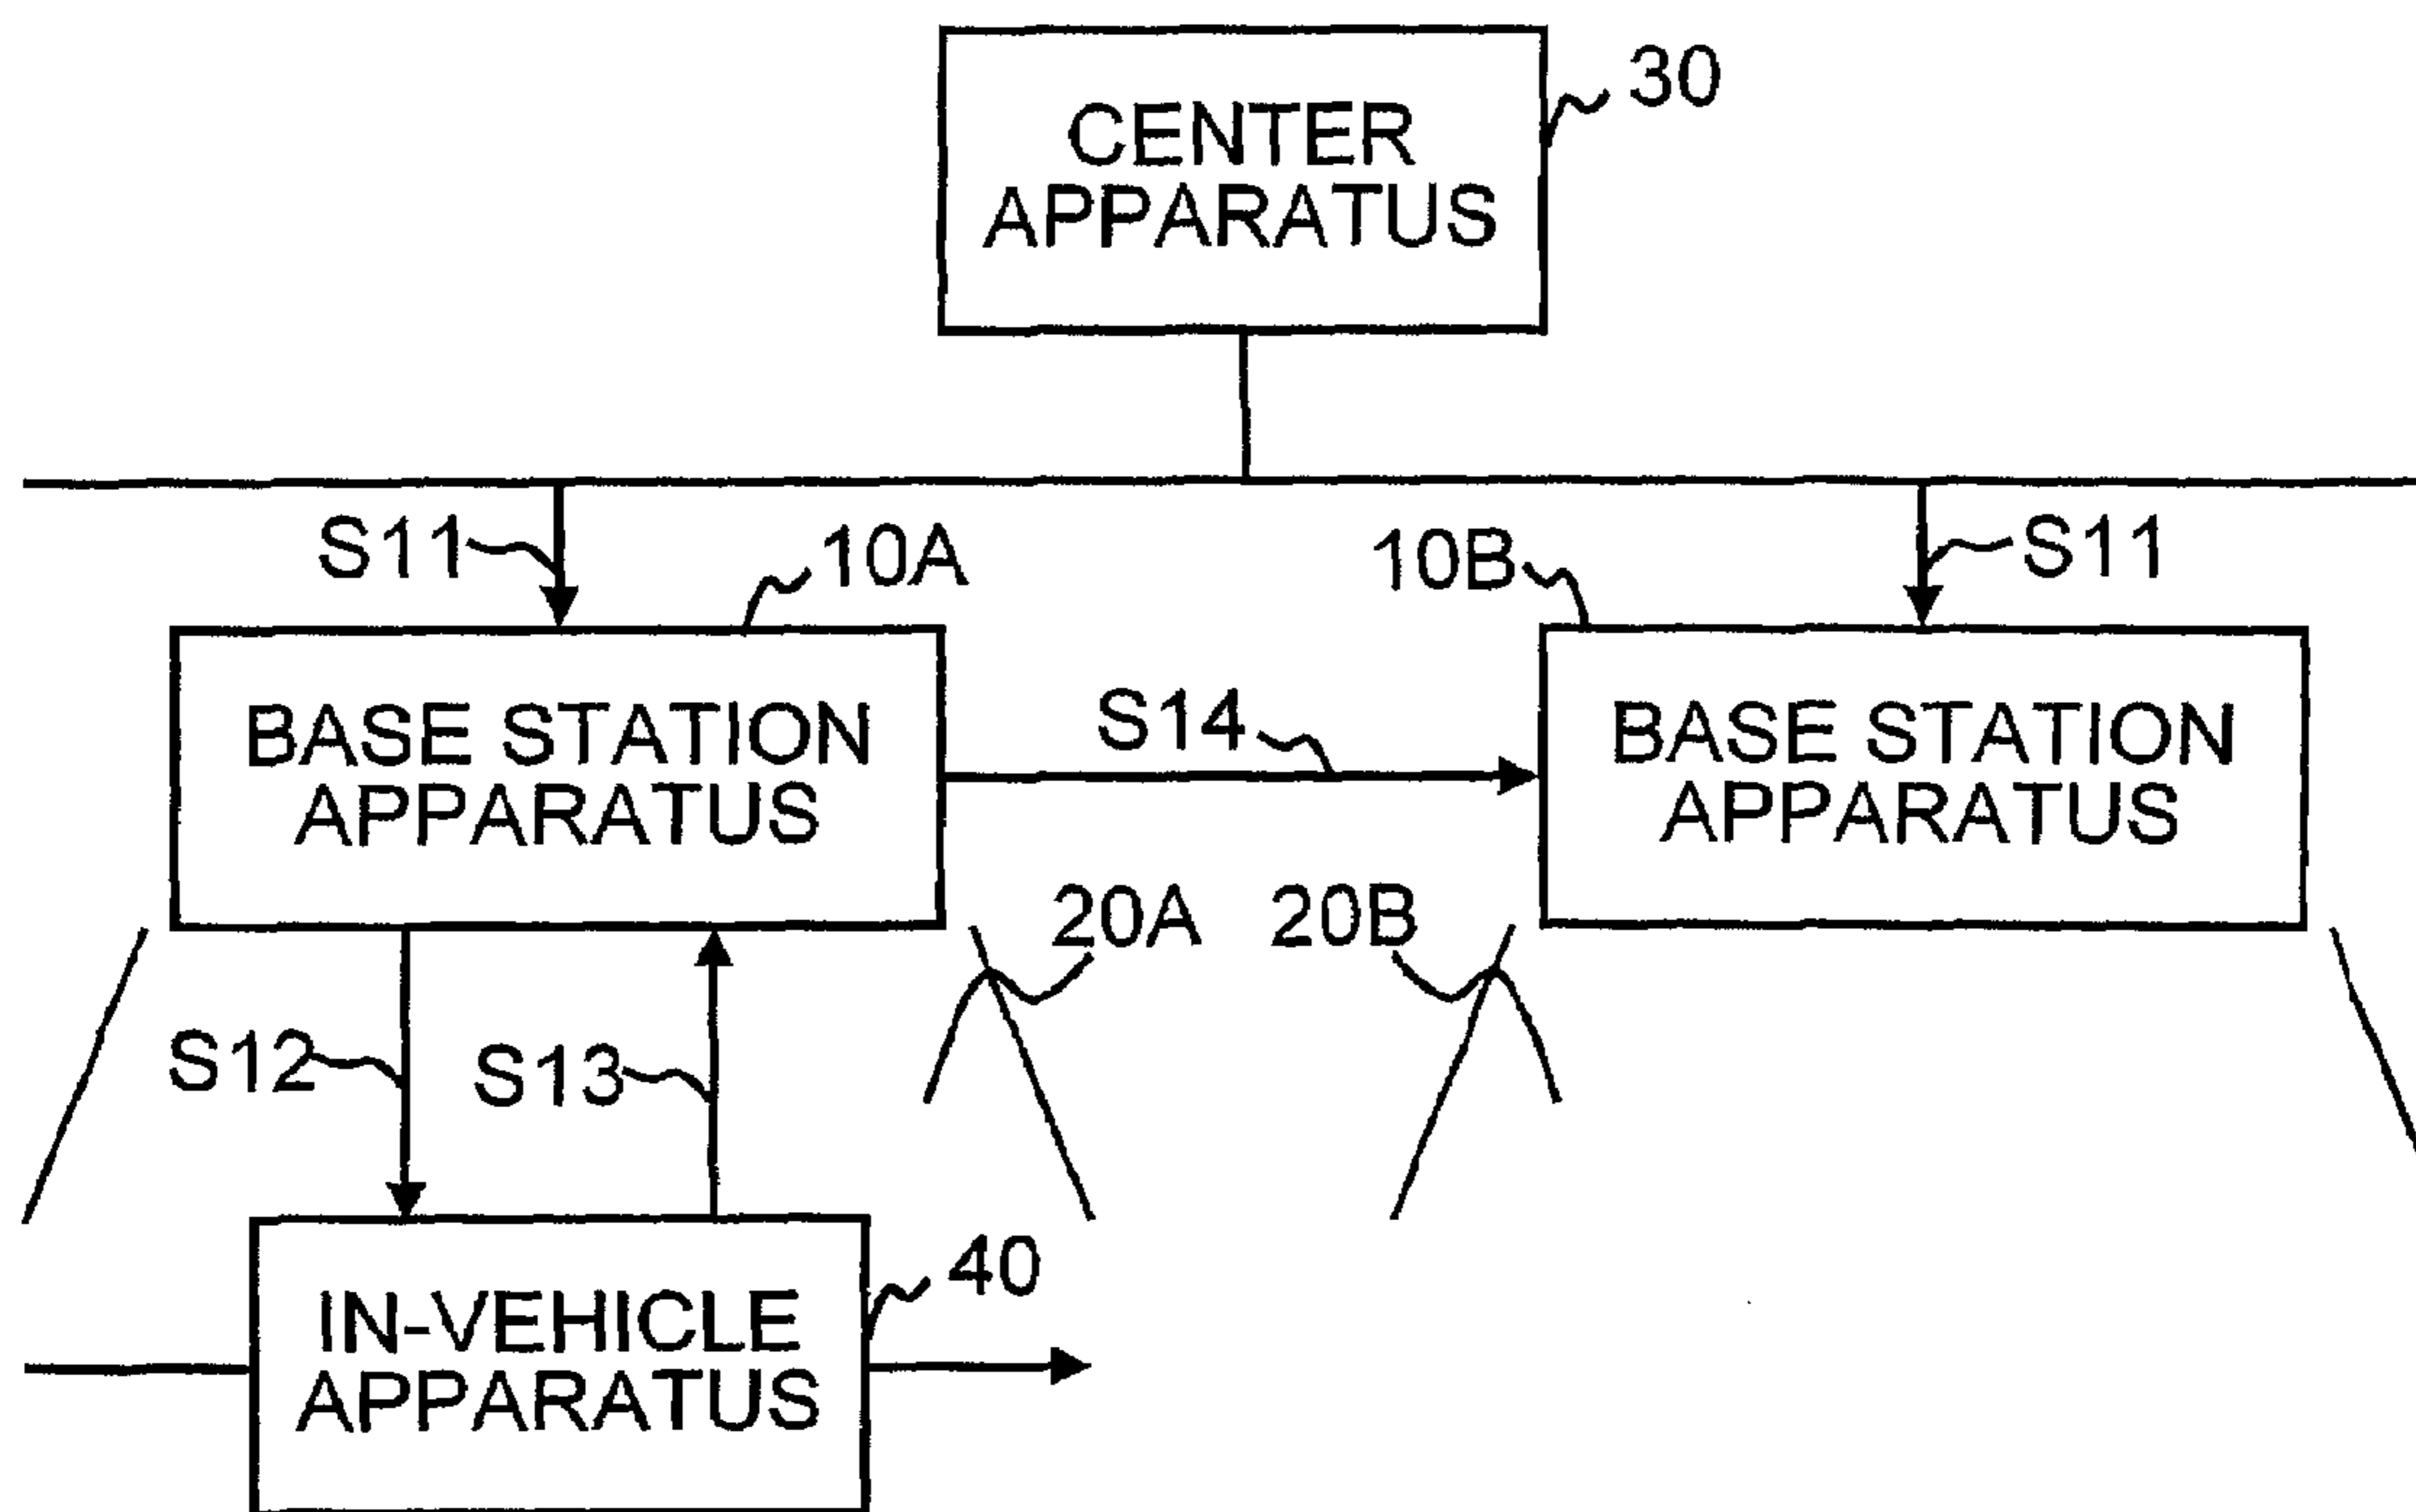 CENTER
APPARATUS
30
S11
10A
10B
S11
BASE STATION
APPARATUS
S14
BASE STATION
APPARATUS
20A
20B
S12
S13
40
IN-VEHICLE
APPARATUS